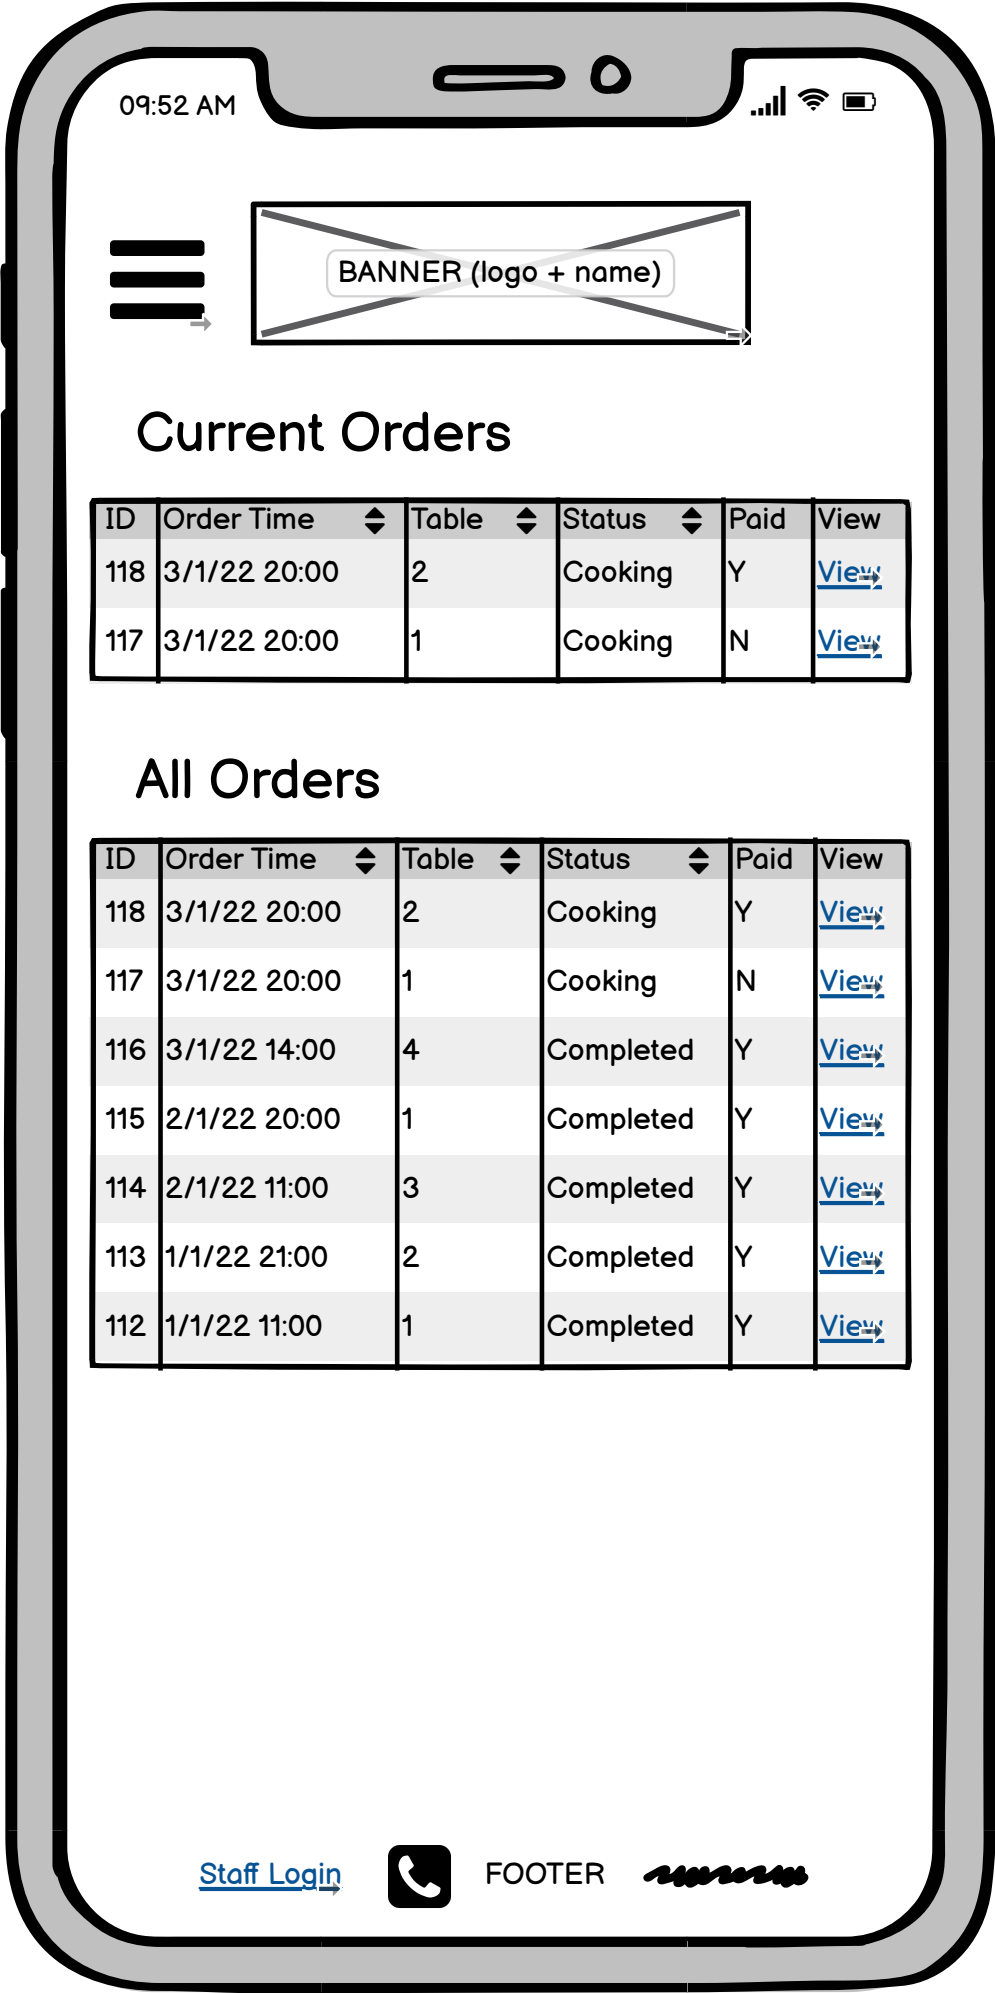 09:52 AM
BANNER (logo + name)
Current Orders
ID Order Time Table Status Paid View
118 3/1/22 20:00 2 Cooking Y View
117 3/1/22 20:00 1 Cooking N View
All Orders
ID Order Time Table Status Paid View
118 3/1/22 20:00 2 Cooking Y View
117 3/1/22 20:00 1 Cooking N View
116 3/1/22 14:00 4 Completed Y View
115 2/1/22 20:00 1 Completed Y View
114 2/1/22 11:00 3 Completed Y View
113 1/1/22 21:00 2 Completed Y View
112 1/1/22 11:00 1 Completed Y View
Staff Login FOOTER